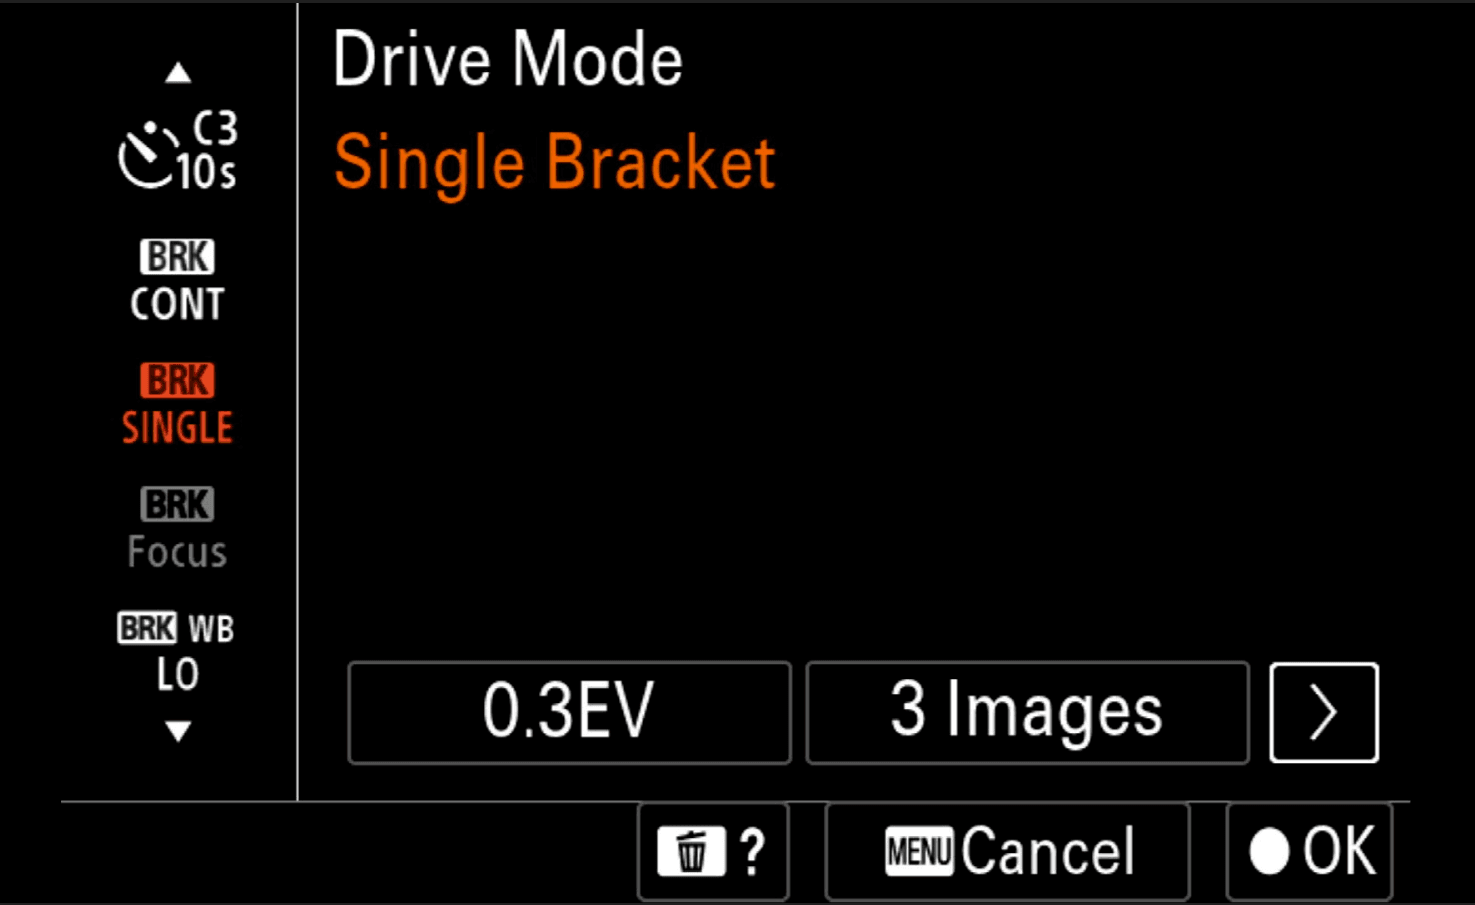 Drive Mode
Single Bracket
C3
10s
BRK
CONT
BRK
SINGLE
BRK
Focus
BRK WB
LO
0.3EV
3 Images
?
MENU Cancel
OK